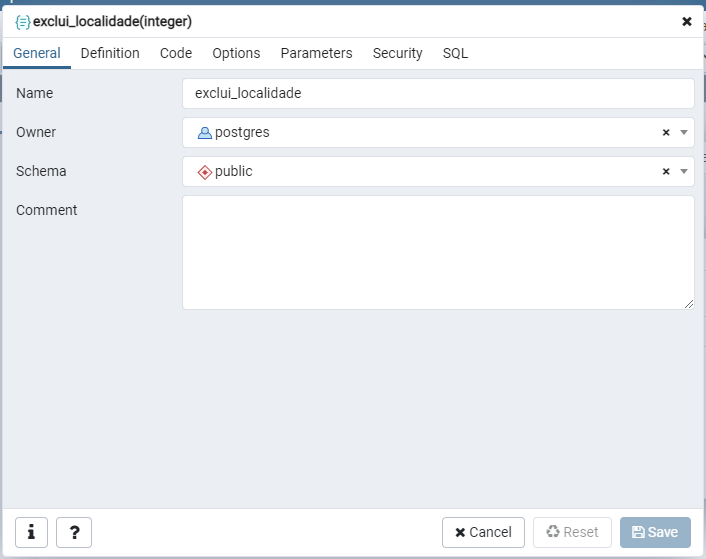 exclui_localidade(integer)
General Definition Code Options Parameters Security SQL
Name exclui_localidade
Owner postgres
Schema public
Comment
i ? Cancel Reset Save